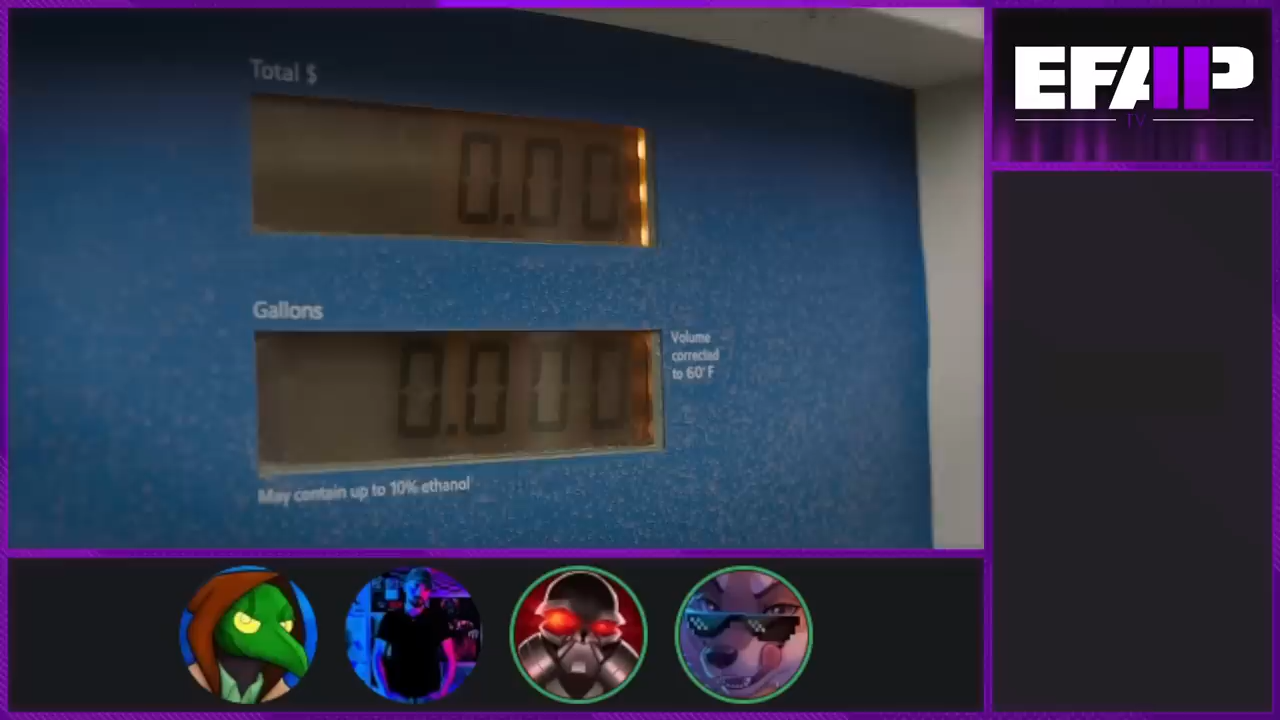 Total $
0.00
Gallons
0.000
Volume
corrected
to 60°F
May contain up to 10% ethanol
EFAP
TV